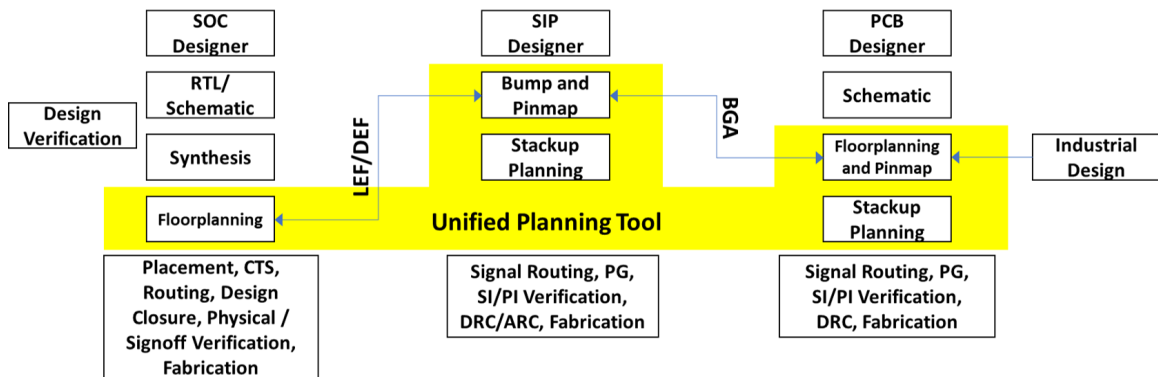 SOC
Designer
SIP
Designer
PCB
Designer
RTL/
Schematic
Bump and
Pinmap
Schematic
Design
Verification
LEF/DEF
BGA
Synthesis
Stackup
Planning
Floorplanning
and Pinmap
Industrial
Design
Floorplanning
Unified Planning Tool
Stackup
Planning
Placement, CTS,
Routing, Design
Closure, Physical /
Signoff Verification,
Fabrication
Signal Routing, PG,
SI/PI Verification,
DRC/ARC, Fabrication
Signal Routing, PG,
SI/PI Verification,
DRC, Fabrication